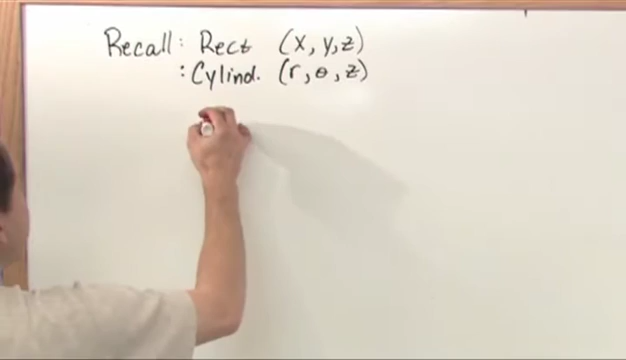 Recall: Rect (x, y, z)
: Cylind. (r, θ, z)